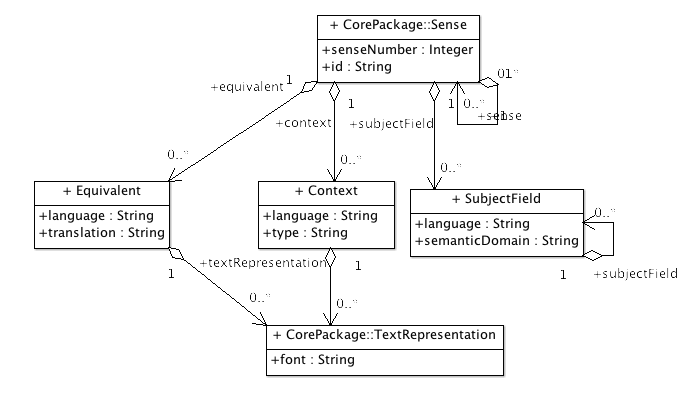 + CorePackage::Sense
+senseNumber : Integer
+id : String
1
+equivalent
0..*
1
+context
0..*
+subjectField
1
0..*
0..*
+sense
+ Equivalent
+language : String
+translation : String
+ Context
+language : String
+type : String
+ SubjectField
+language : String
+semanticDomain : String
0..*
1
+subjectField
1
+textRepresentation
1
0..*
0..*
+ CorePackage::TextRepresentation
+font : String